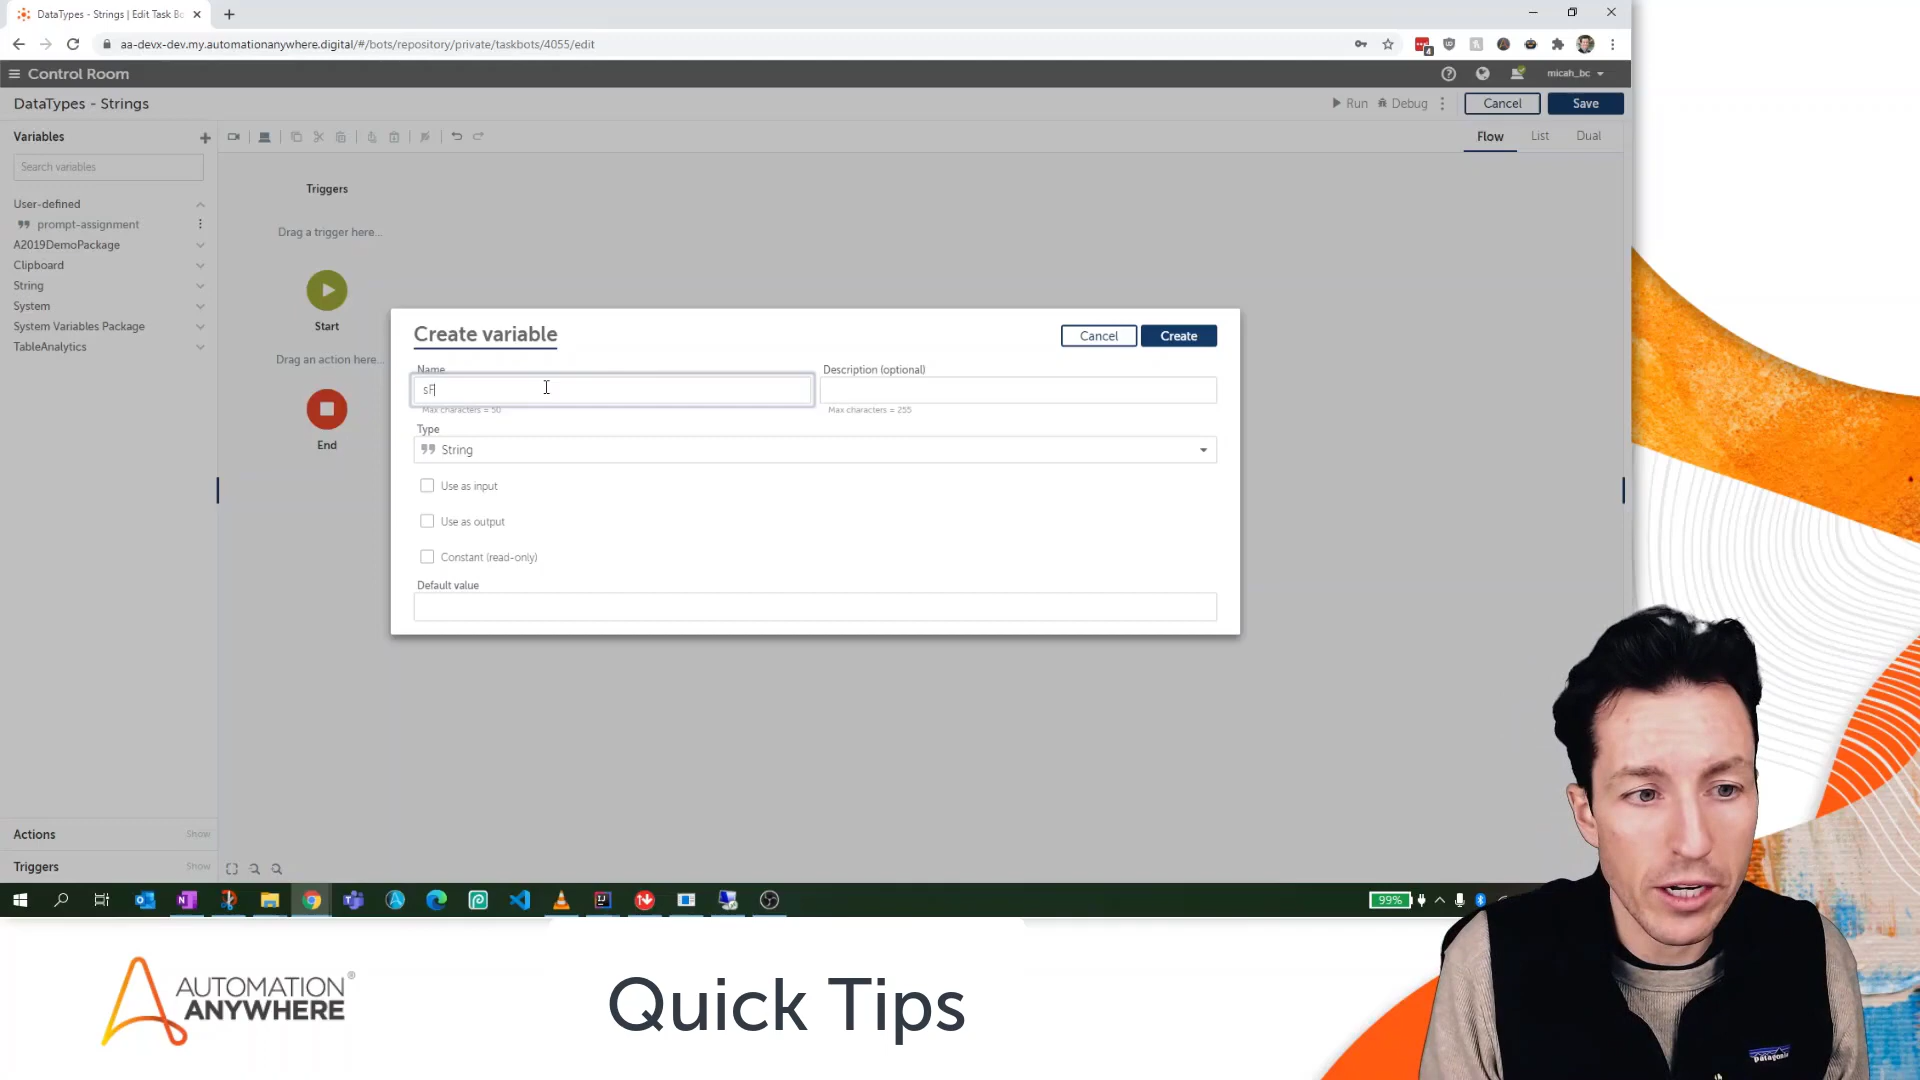 DataTypes - Strings | Edit Task Bo
aa-devx-dev.my.automationanywhere.digital/#/bots/repository/private/taskbots/4055/edit
Control Room
micah_bc
DataTypes - Strings
Run
Debug
Cancel
Save
Variables
Flow
List
Dual
Search variables
User-defined
prompt-assignment
A2019DemoPackage
Clipboard
String
System
System Variables Package
TableAnalytics
Triggers
Drag a trigger here...
Start
Drag an action here...
End
Create variable
Cancel
Create
Name
Description (optional)
sF
Max characters = 50
Max characters = 255
Type
String
Use as input
Use as output
Constant (read-only)
Default value
Actions
Show
Triggers
Show
99%
AUTOMATION
ANYWHERE®
Quick Tips
patagonia